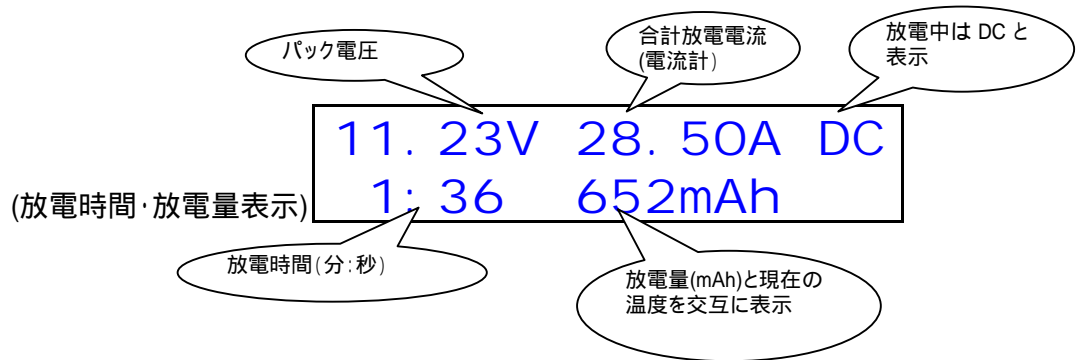 パック電圧
合計放電電流
(電流計)
放電中は DC と
表示
11.23V 28.50A DC
(放電時間・放電量表示)
1:36 652mAh
放電時間(分:秒)
放電量(mAh)と現在の
温度を交互に表示